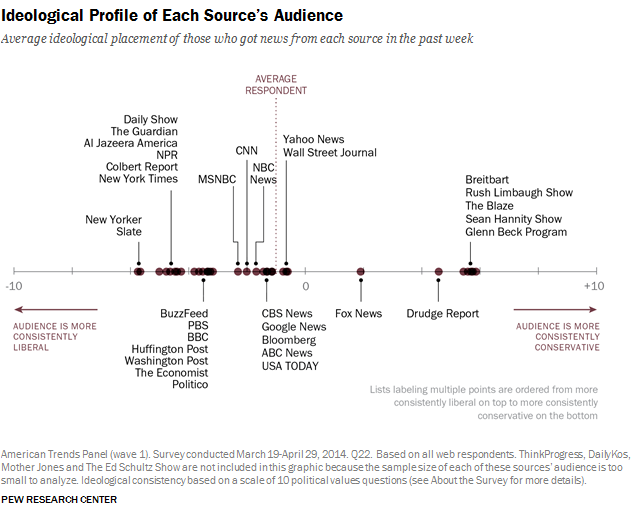 Ideological Profile of Each Source's Audience
Average ideological placement of those who got news from each source in the past week
AVERAGE
RESPONDENT
Daily Show
The Guardian
Al Jazeera America
NPR
Colbert Report
New York Times
CNN
MSNBC
NBC
News
Yahoo News
Wall Street Journal
Breitbart
Rush Limbaugh Show
The Blaze
Sean Hannity Show
Glenn Beck Program
New Yorker
Slate
-10
0
+10
AUDIENCE IS MORE
CONSISTENTLY
LIBERAL
BuzzFeed
PBS
BBC
Huffington Post
Washington Post
The Economist
Politico
CBS News
Google News
Bloomberg
ABC News
USA TODAY
Fox News
Drudge Report
AUDIENCE IS MORE
CONSISTENTLY
CONSERVATIVE
Lists labeling multiple points are ordered from more
consistently liberal on top to more consistently
conservative on the bottom
American Trends Panel (wave 1). Survey conducted March 19-April 29, 2014. Q22. Based on all web respondents. ThinkProgress, DailyKos,
Mother Jones and The Ed Schultz Show are not included in this graphic because the sample size of each of these sources' audience is too
small to analyze. Ideological consistency based on a scale of 10 political values questions (see About the Survey for more details).
PEW RESEARCH CENTER